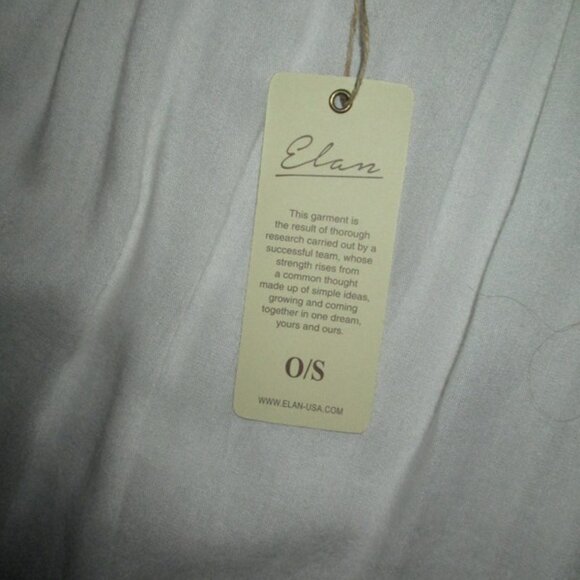 Elan
This garment is
the result of thorough
research carried out by a
successful team, whose
strength rises from
a common thought
made up of simple ideas,
growing and coming
together in one dream,
yours and ours.
O/S
WWW.ELAN-USA.COM